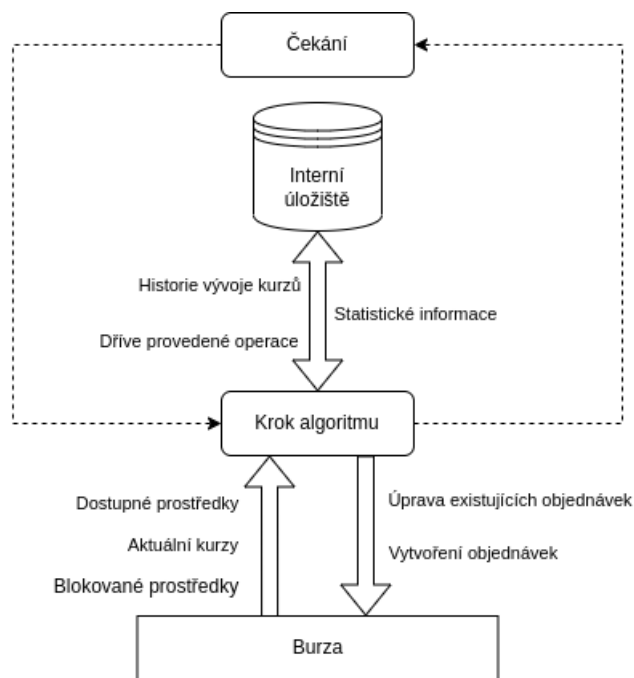 Čekání
Interní
úložiště
Historie vývoje kurzů
Statistické informace
Dříve provedené operace
Krok algoritmu
Dostupné prostředky
Úprava existujících objednávek
Aktuální kurzy
Vytvoření objednávek
Blokované prostředky
Burza